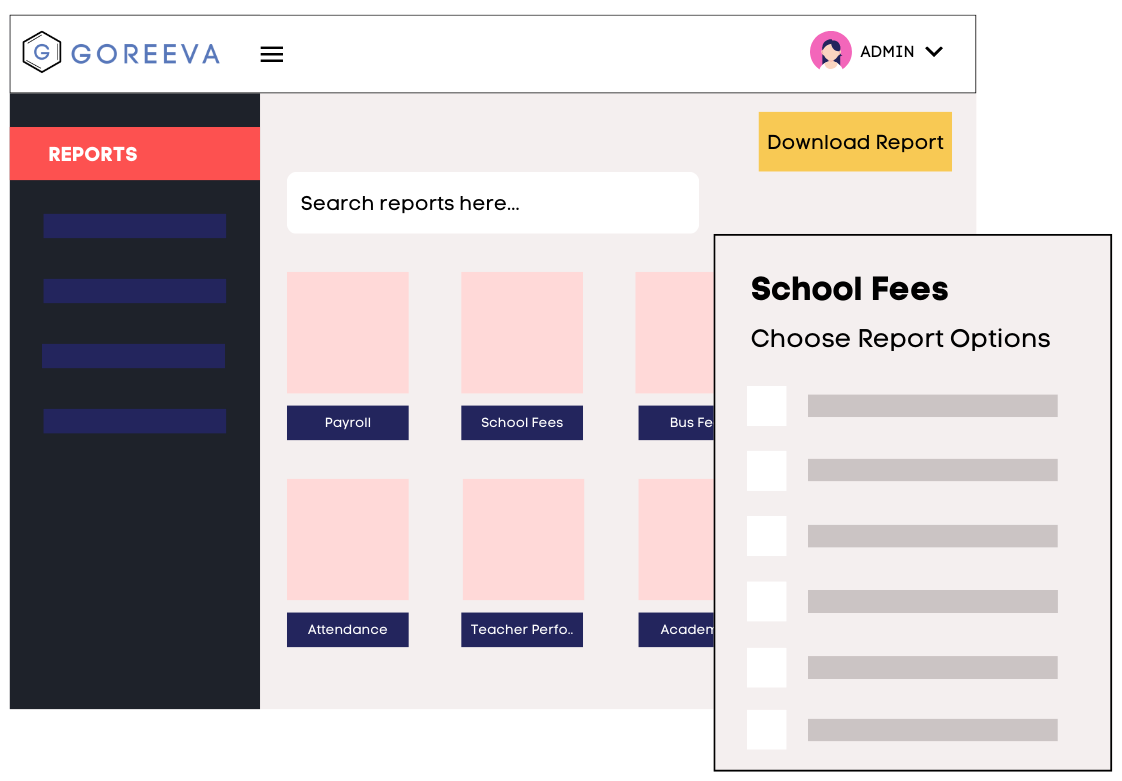 G GOREEVA
ADMIN
REPORTS
Download Report
Search reports here...
School Fees
Choose Report Options
Payroll
School Fees
Bus Fe
Attendance
Teacher Perfo..
Academ